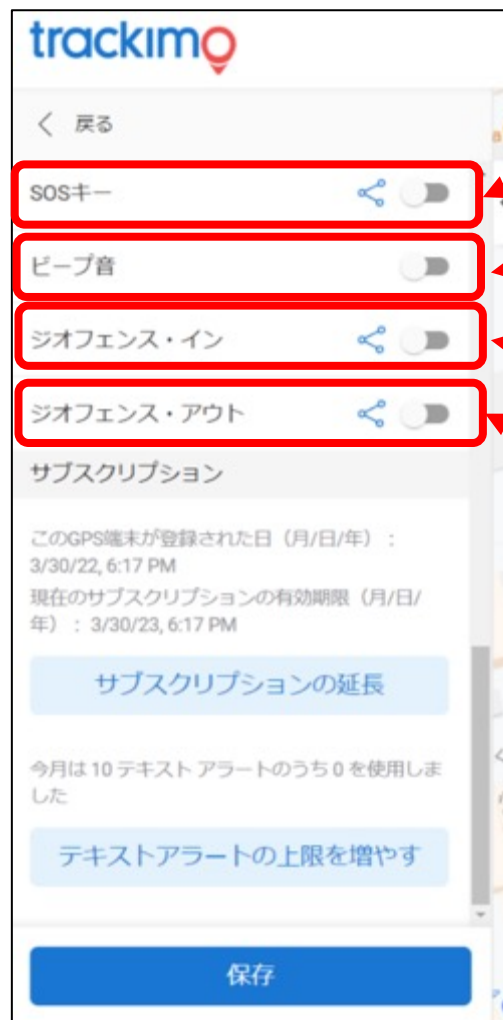 trackimo
戻る
SOSキー
ビープ音
ジオフェンス・イン
ジオフェンス・アウト
サブスクリプション
このGPS端末が登録された日（月/日/年）：
3/30/22, 6:17 PM
現在のサブスクリプションの有効期限（月/日/
年）： 3/30/23, 6:17 PM
サブスクリプションの延長
今月は 10 テキスト アラートのうち 0 を使用しま
した
テキストアラートの上限を増やす
保存